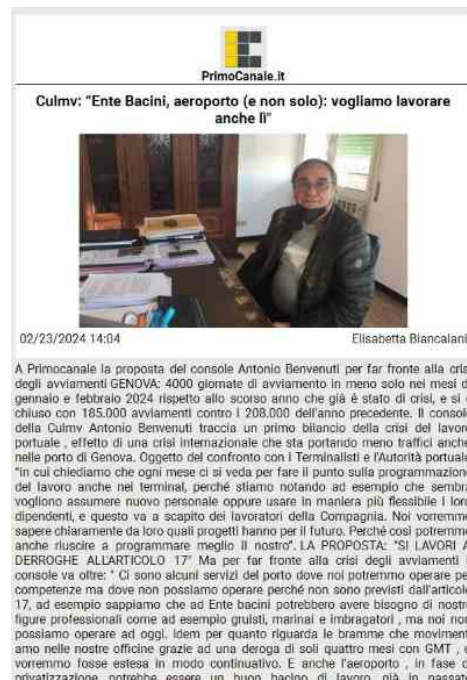 PrimoCanale.it
Culmv: "Ente Bacini, aeroporto (e non solo): vogliamo lavorare
anche lì"
02/23/2024 14:04
Elisabetta Biancalani
A Primocanale la proposta del console Antonio Benvenuti per far fronte alla cris
degli avviamenti GENOVA: 4000 giornate di avviamento in meno solo nei mesi d
gennaio e febbraio 2024 rispetto allo scorso anno che già è stato di crisi, e si
chiuso con 185.000 avviamenti contro i 208.000 dell'anno precedente. Il consol
della Culmv Antonio Benvenuti traccia un primo bilancio della crisi del lavoro
portuale , effetto di una crisi internazionale che sta portando meno traffici anche
nelle porto di Genova. Oggetto del confronto con i Terminalisti e l'Autorità portuale
"in cui chiediamo che ogni mese ci si veda per fare il punto sulla programmazion
del lavoro anche nei terminal, perché stiamo notando ad esempio che sembra
vogliono assumere nuovo personale oppure usare in maniera più flessibile i loro
dipendenti, e questo va a scapito dei lavoratori della Compagnia. Noi vorremmo
sapere chiaramente da loro quali progetti hanno per il futuro. Perché così potremmo
anche riuscire a programmare meglio il nostro". LA PROPOSTA: "SI LAVORI A
DEROGHE ALL'ARTICOLO 17" Ma per far fronte alla crisi degli avviamenti i
console va oltre: " Ci sono alcuni servizi del porto dove noi potremmo operare pe
competenze ma dove non possiamo operare perché non sono previsti dall'articolo
17, ad esempio sappiamo che ad Ente bacini potrebbero avere bisogno di nostre
figure professionali come ad esempio gruisti, marinai e imbragatori , ma noi non
possiamo operare ad oggi. Idem per quanto riguarda le bramme che moviment
amo nelle nostre officine grazie ad una deroga di soli quattro mesi con GMT , e
vorremmo fosse estesa in modo continuativo. E anche l'aeroporto , in fase d
privatizzazione, potrebbe essere un buon bacino di lavoro, già in passato